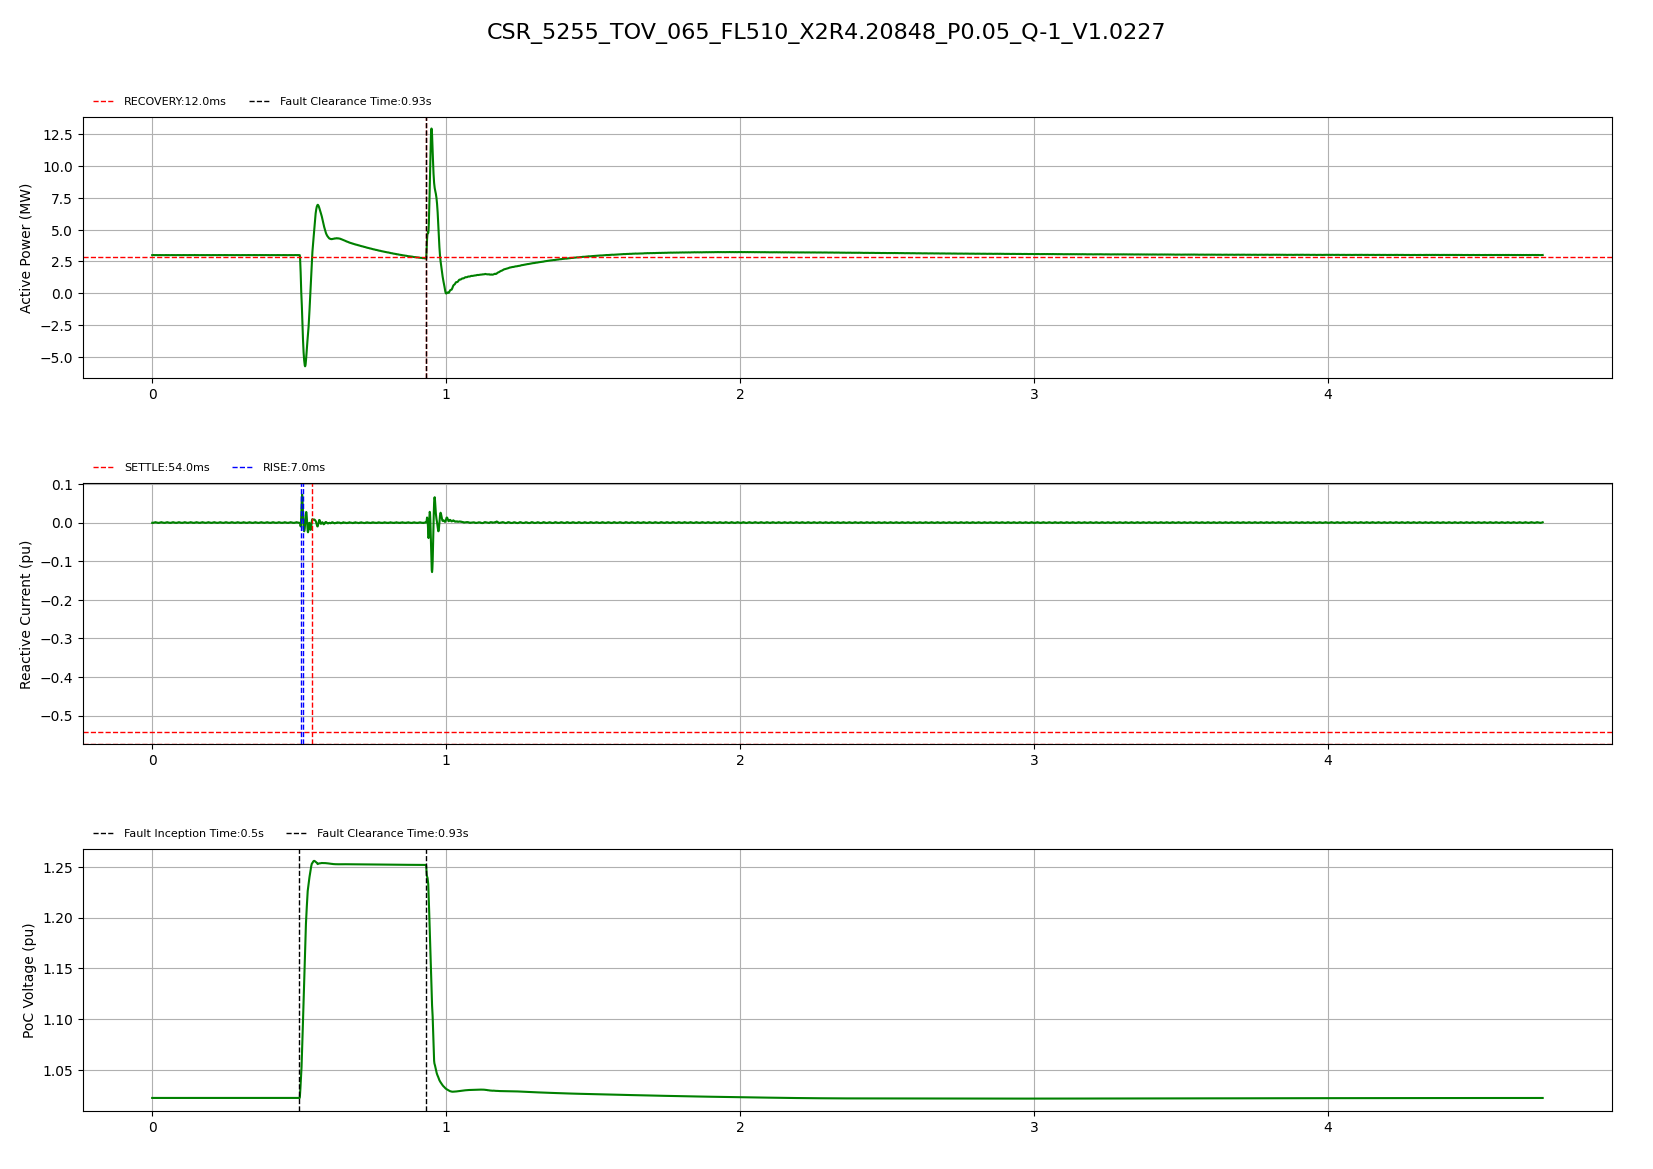 CSR_5255_TOV_065_FL510_X2R4.20848_P0.05_Q-1_V1.0227
RECOVERY:12.0ms Fault Clearance Time:0.93s
Active Power (MW)
12.5
10.0
7.5
5.0
2.5
0.0
−2.5
−5.0
0 1 2 3 4
SETTLE:54.0ms RISE:7.0ms
Reactive Current (pu)
0.1
0.0
−0.1
−0.2
−0.3
−0.4
−0.5
0 1 2 3 4
Fault Inception Time:0.5s Fault Clearance Time:0.93s
PoC Voltage (pu)
1.25
1.20
1.15
1.10
1.05
0 1 2 3 4